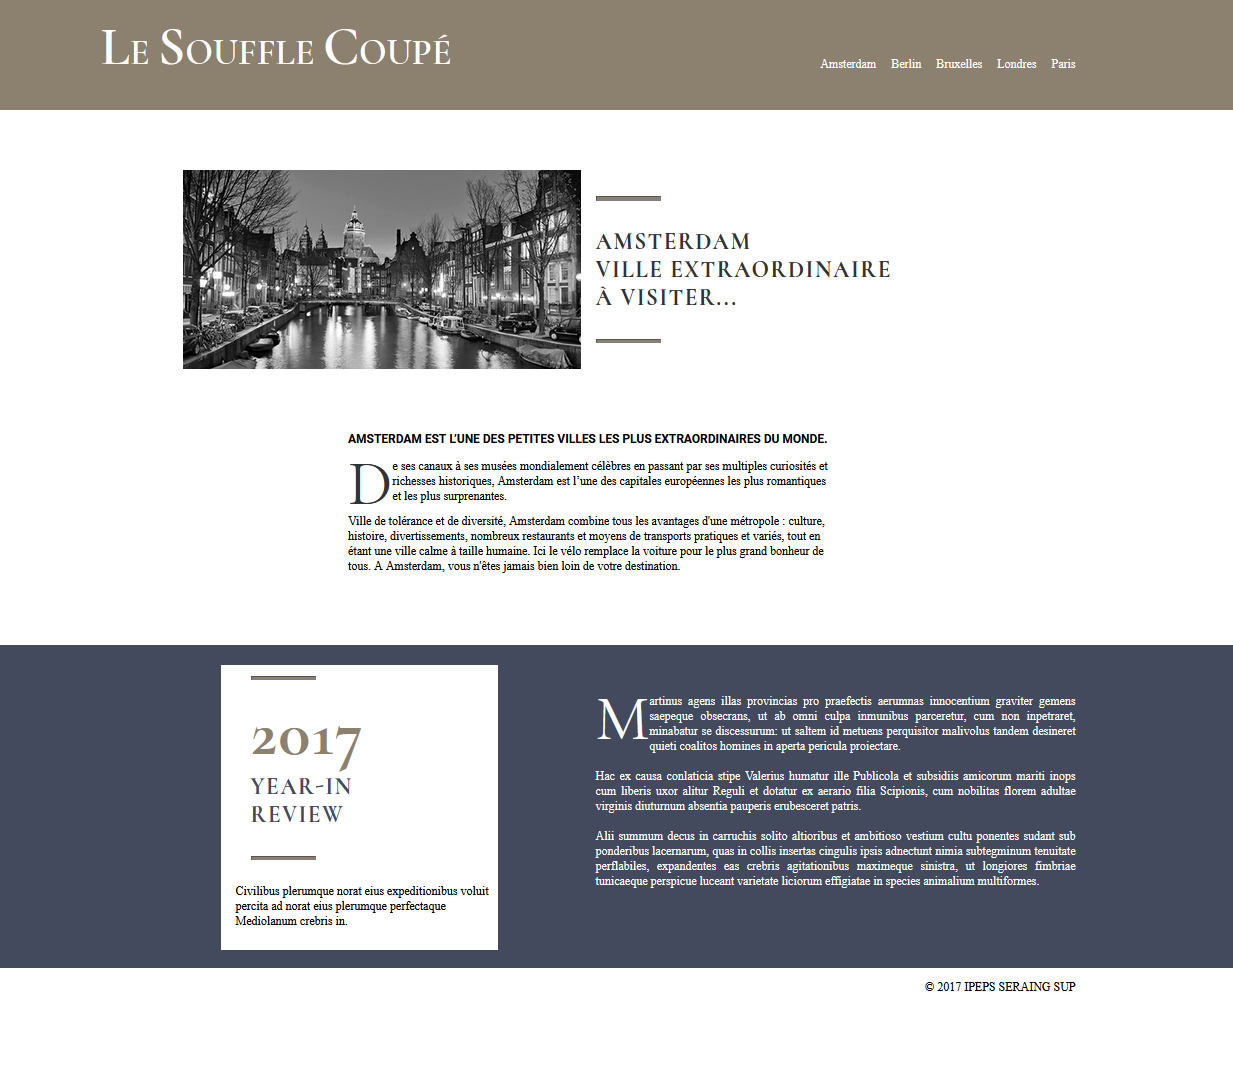 Le Souffle Coupé
Amsterdam Berlin Bruxelles Londres Paris
AMSTERDAM
VILLE EXTRAORDINAIRE
À VISITER...
AMSTERDAM EST L'UNE DES PETITES VILLES LES PLUS EXTRAORDINAIRES DU MONDE.
De ses canaux à ses musées mondialement célèbres en passant par ses multiples curiosités et
richesses historiques, Amsterdam est l'une des capitales européennes les plus romantiques
et les plus surprenantes.
Ville de tolérance et de diversité, Amsterdam combine tous les avantages d'une métropole : culture,
histoire, divertissements, nombreux restaurants et moyens de transports pratiques et variés, tout en
étant une ville calme à taille humaine. Ici le vélo remplace la voiture pour le plus grand bonheur de
tous. A Amsterdam, vous n'êtes jamais bien loin de votre destination.
2017
YEAR-IN
REVIEW
Civilibus plerumque norat eius expeditionibus voluit
percita ad norat eius plerumque perfectaque
Mediolanum crebris in.
Martinus agens illas provincias pro praefectis aerumnas innocentium graviter gemens
saepeque obsecrans, ut ab omni culpa inmunibus parceretur, cum non inpetraret,
minabatur se discessurum: ut saltem id metuens perquisitor malivolus tandem desineret
quieti coalitos homines in aperta pericula proiectare.
Hac ex causa conlaticia stipe Valerius humatur ille Publicola et subsidiis amicorum mariti inops
cum liberis uxor alitur Reguli et dotatur ex aerario filia Scipionis, cum nobilitas florem adultae
virginis diuturnum absentia pauperis erubesceret patris.
Alii summum decus in carruchis solito altioribus et ambitioso vestium cultu ponentes sudant sub
ponderibus lacernarum, quas in collis insertas cingulis ipsis adnectunt nimia subtegminum tenuitate
perflabiles, expandentes eas crebris agitationibus maximeque sinistra, ut longiores fimbriae
tunicaeque perspicue luceant varietate liciorum effigiatae in species animalium multiformes.
© 2017 IPEPS SERAING SUP